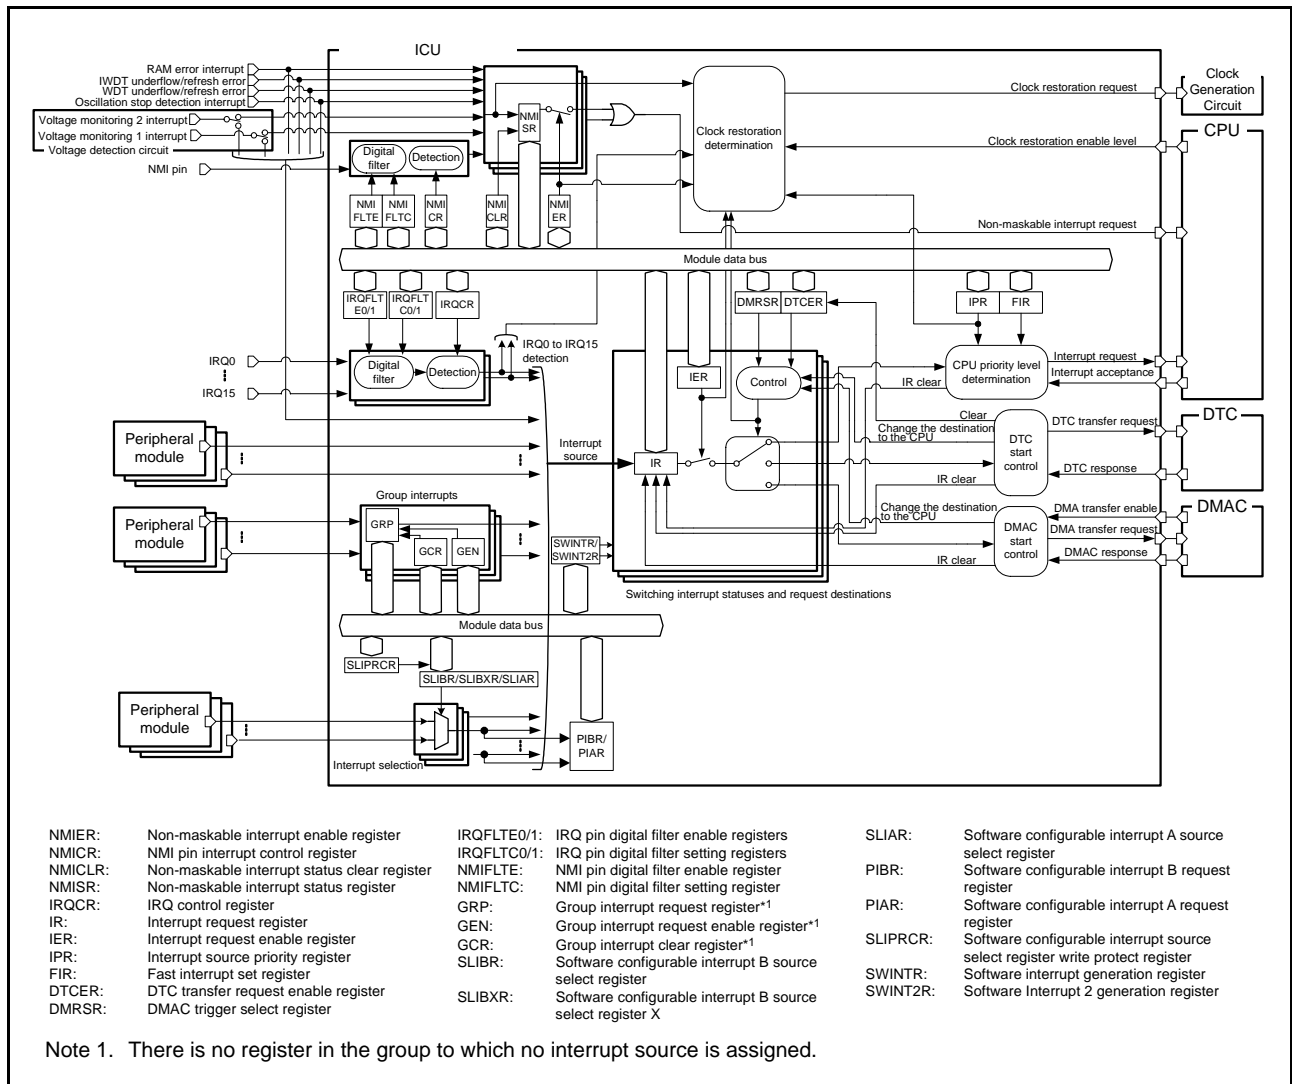 ICU
RAM error interrupt
IWDT underflow/refresh error
WDT underflow/refresh error
Oscillation stop detection interrupt
Voltage monitoring 2 interrupt
Voltage monitoring 1 interrupt
Voltage detection circuit
NMI pin
Digital
filter
Detection
NMI
SR
NMI
FLTE
NMI
FLTC
NMI
CR
NMI
CLR
NMI
ER
Clock restoration
determination
Clock restoration request
Clock restoration enable level
Non-maskable interrupt request
Clock
Generation
Circuit
CPU
Module data bus
IRQFLT
E0/1
IRQFLT
C0/1
IRQCR
DMRSR
DTCER
IPR
FIR
IRQ0
IRQ15
Digital
filter
Detection
IRQ0 to IRQ15
detection
IER
Control
CPU priority level
determination
Interrupt request
Interrupt acceptance
IR clear
Clear
Change the destination
to the CPU
DTC
start
control
DTC transfer request
DTC response
DTC
IR clear
Peripheral
module
Interrupt
source
IR
Group interrupts
Peripheral
module
GRP
GCR
GEN
SWINTR/
SWINT2R
Change the destination
to the CPU
DMAC
start
control
DMA transfer enable
DMA transfer request
DMAC response
DMAC
IR clear
Switching interrupt statuses and request destinations
Module data bus
SLIPRCR
SLIBR/SLIBXR/SLIAR
Peripheral
module
PIBR/
PIAR
Interrupt selection
NMIER: Non-maskable interrupt enable register
NMICR: NMI pin interrupt control register
NMICLR: Non-maskable interrupt status clear register
NMISR: Non-maskable interrupt status register
IRQCR: IRQ control register
IR: Interrupt request register
IER: Interrupt request enable register
IPR: Interrupt source priority register
FIR: Fast interrupt set register
DTCER: DTC transfer request enable register
DMRSR: DMAC trigger select register
IRQFLTE0/1: IRQ pin digital filter enable registers
IRQFLTC0/1: IRQ pin digital filter setting registers
NMIFLTE: NMI pin digital filter enable register
NMIFLTC: NMI pin digital filter setting register
GRP: Group interrupt request register*1
GEN: Group interrupt request enable register*1
GCR: Group interrupt clear register*1
SLIBR: Software configurable interrupt B source
select register
SLIBXR: Software configurable interrupt B source
select register X
SLIAR: Software configurable interrupt A source
select register
PIBR: Software configurable interrupt B request
register
PIAR: Software configurable interrupt A request
register
SLIPRCR: Software configurable interrupt source
select register write protect register
SWINTR: Software interrupt generation register
SWINT2R: Software Interrupt 2 generation register
Note 1. There is no register in the group to which no interrupt source is assigned.